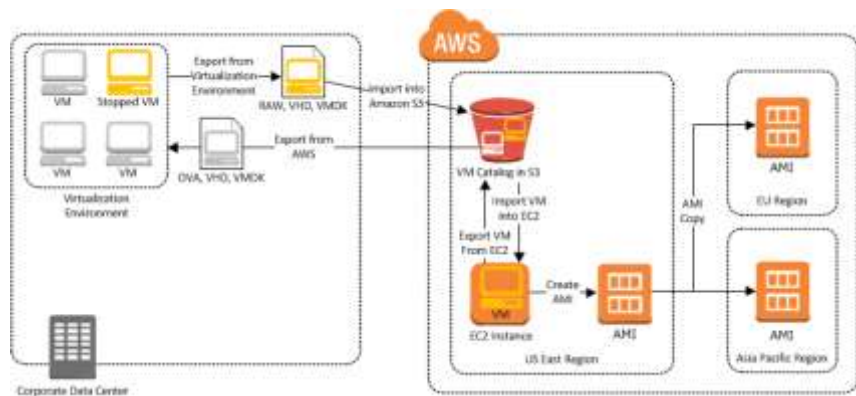 AWS
Export from
Virtualization
Environment
VM
Stopped VM
RAW, VHD, VMDK
Import into
Amazon S3
VM
VM
OVA, VHD, VMDK
Export from
AWS
Virtualization
Environment
VM Catalog in S3
Import VM
into EC2
Export VM
From EC2
VM
EC2 Instance
Create
AMI
AMI
US East Region
AMI
Copy
AMI
EU Region
AMI
Asia Pacific Region
Corporate Data Center